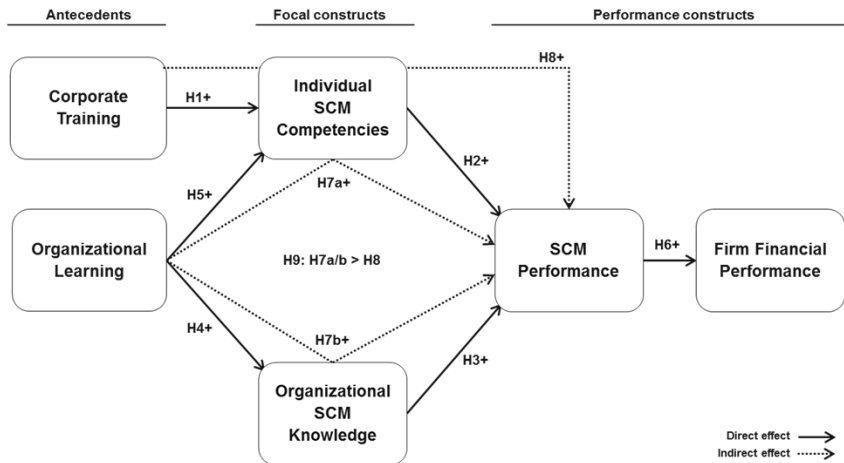 Antecedents
Focal constructs
Performance constructs
Corporate
Training
H1+
Individual
SCM
Competencies
H8+
H2+
H5+
H7a+
Organizational
Learning
H9: H7a/b > H8
SCM
Performance
H6+
Firm Financial
Performance
H4+
H7b+
H3+
Organizational
SCM
Knowledge
Direct effect
Indirect effect